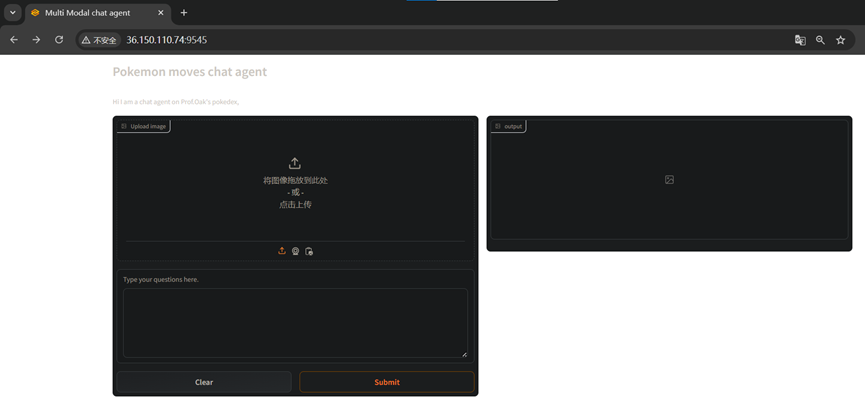 Multi Modal chat agent
不安全
36.150.110.74:9545
Pokemon moves chat agent
Hi I am a chat agent on Prof.Oak's pokedex,
Upload image
output
将图像拖放到此处
- 或 -
点击上传
Type your questions here.
Clear
Submit